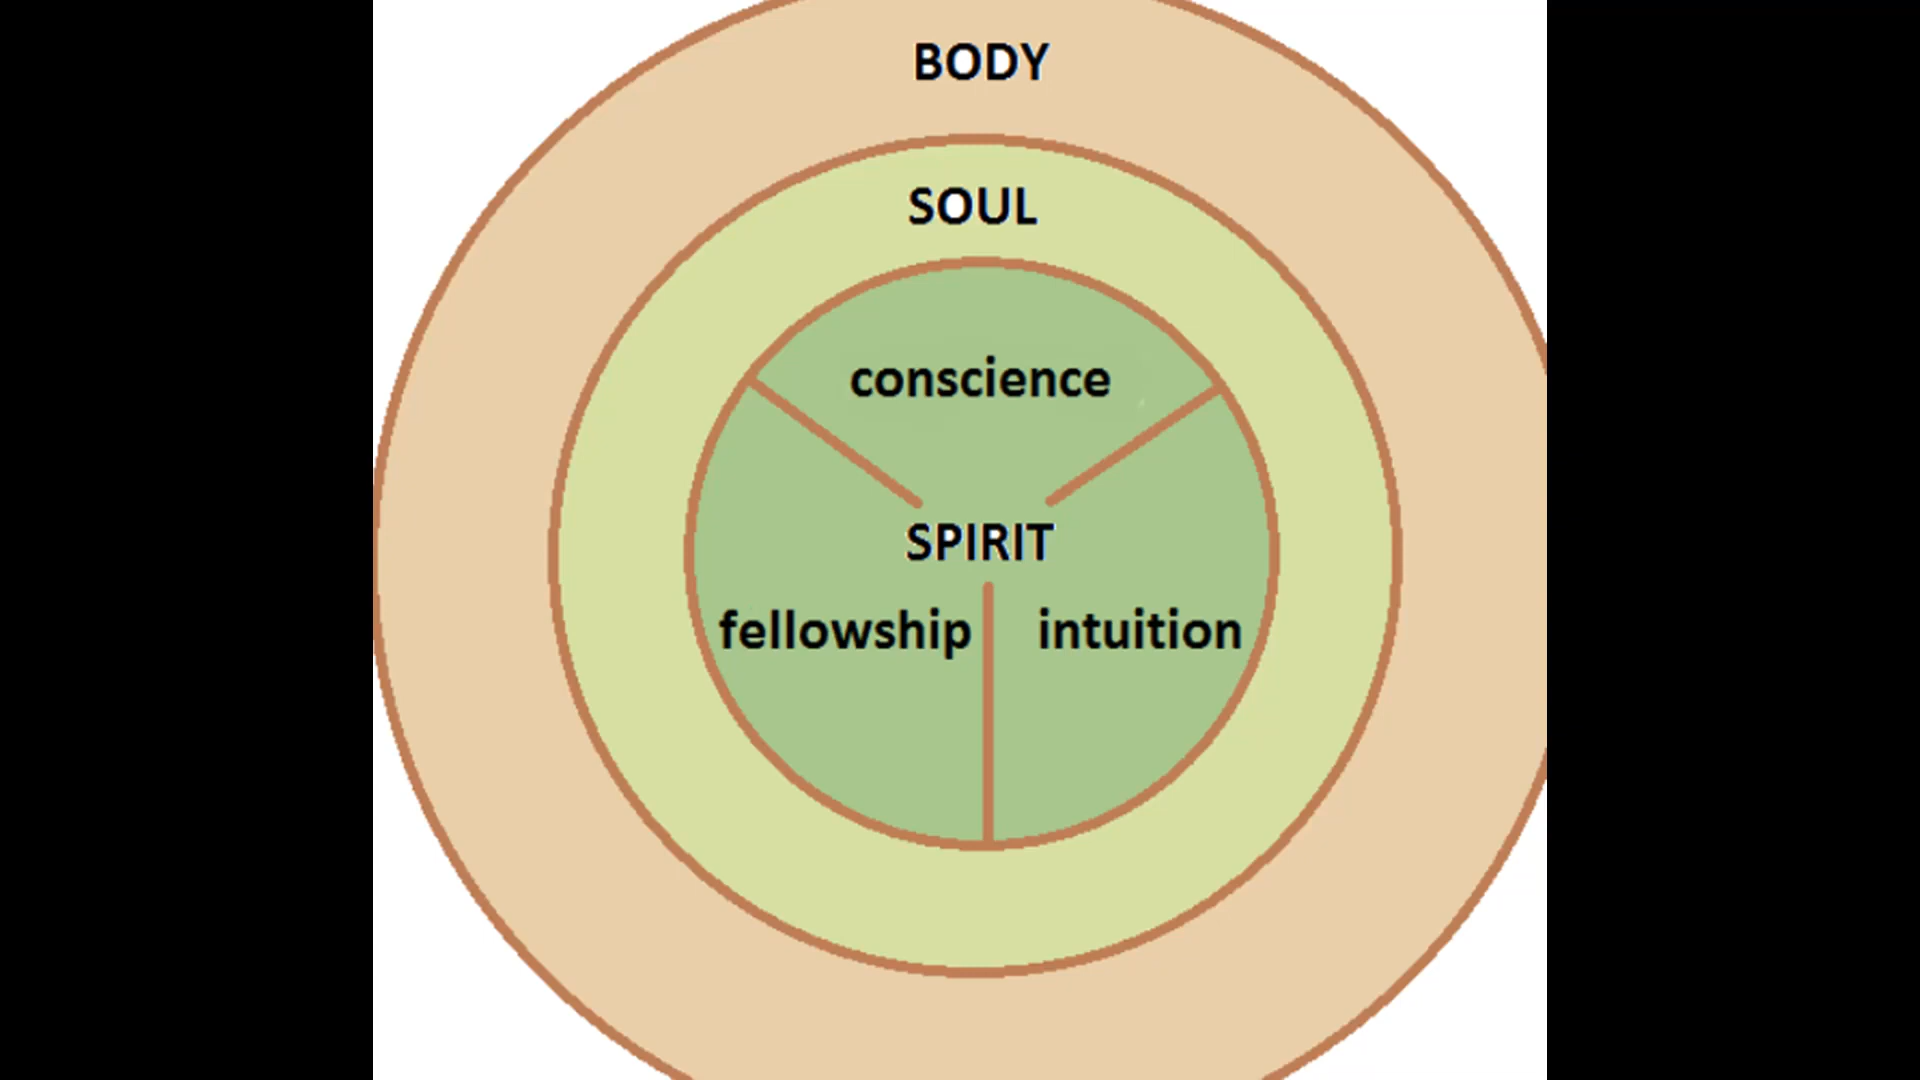 BODY
SOUL
conscience
SPIRIT
fellowship
intuition